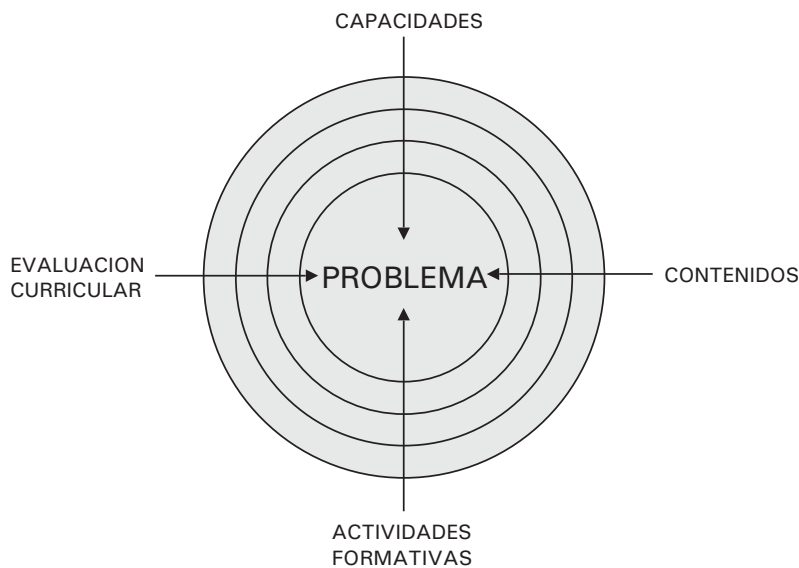 CAPACIDADES
EVALUACION
CURRICULAR
PROBLEMA
CONTENIDOS
ACTIVIDADES
FORMATIVAS